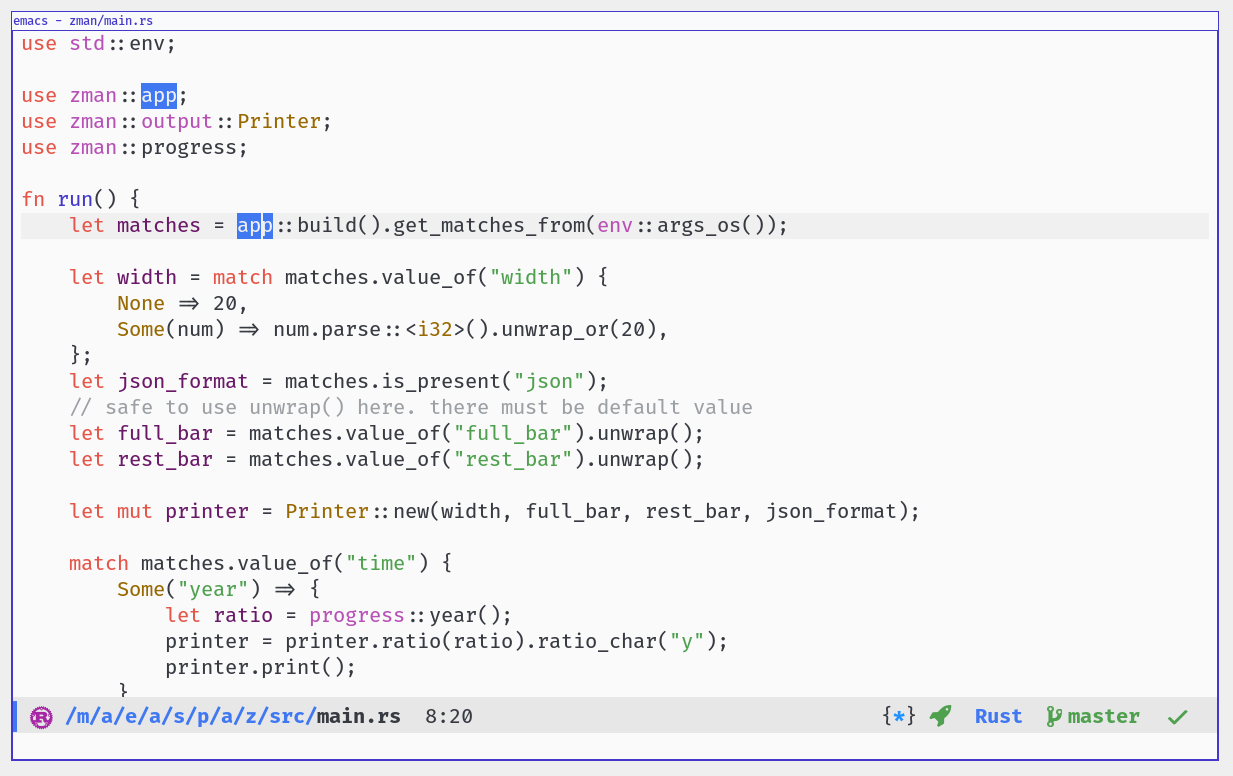 emacs - zman/main.rs
use std::env;

use zman::app;
use zman::output::Printer;
use zman::progress;

fn run() {
    let matches = app::build().get_matches_from(env::args_os());

    let width = match matches.value_of("width") {
        None => 20,
        Some(num) => num.parse::<i32>().unwrap_or(20),
    };
    let json_format = matches.is_present("json");
    // safe to use unwrap() here. there must be default value
    let full_bar = matches.value_of("full_bar").unwrap();
    let rest_bar = matches.value_of("rest_bar").unwrap();

    let mut printer = Printer::new(width, full_bar, rest_bar, json_format);

    match matches.value_of("time") {
        Some("year") => {
            let ratio = progress::year();
            printer = printer.ratio(ratio).ratio_char("y");
            printer.print();
        }
/m/a/e/a/s/p/a/z/src/main.rs  8:20  {*}  Rust  master